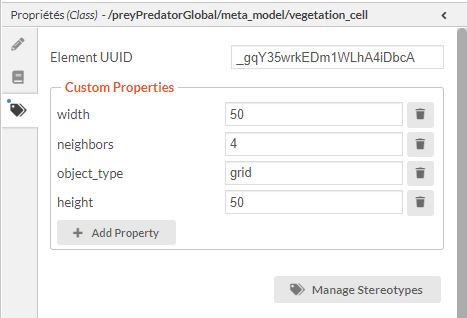 Propriétés (Class) - /preyPredatorGlobal/meta_model/vegetation_cell
Element UUID _gqY35wrkEDm1WLhA4iDbcA
Custom Properties
width 50
neighbors 4
object_type grid
height 50
Add Property
Manage Stereotypes